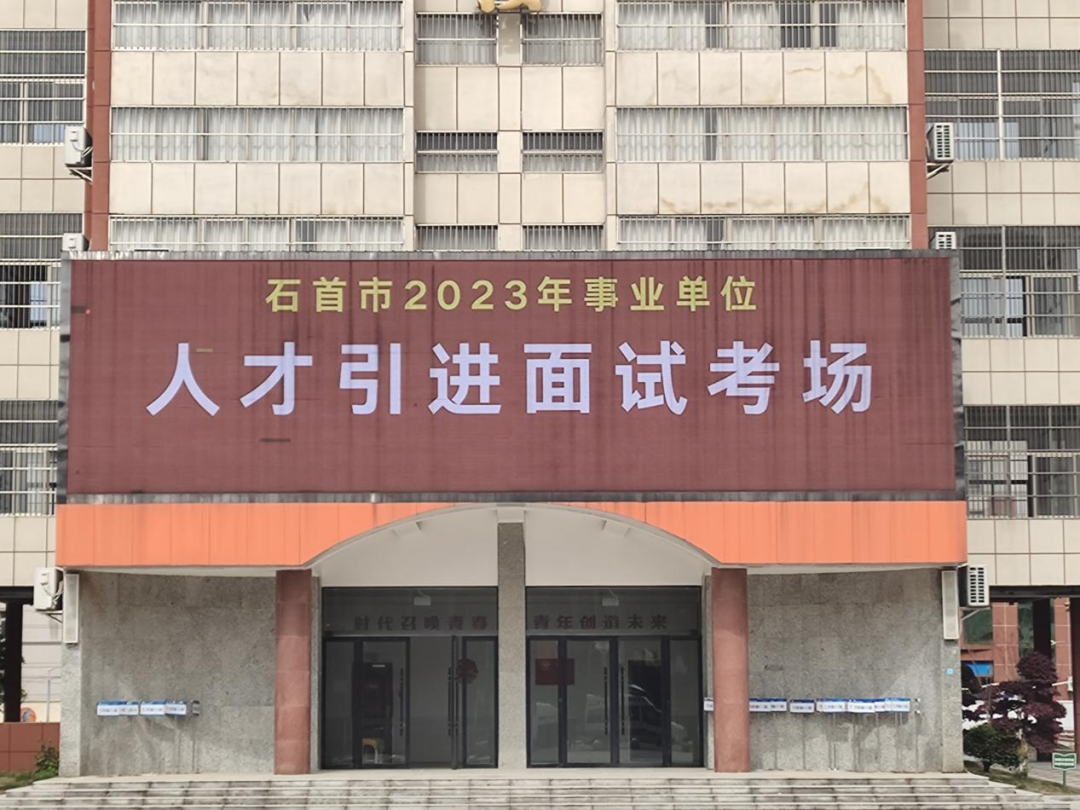 石首市2023年事业单位
人才引进面试考场
时代召唤青春 青年创造未来